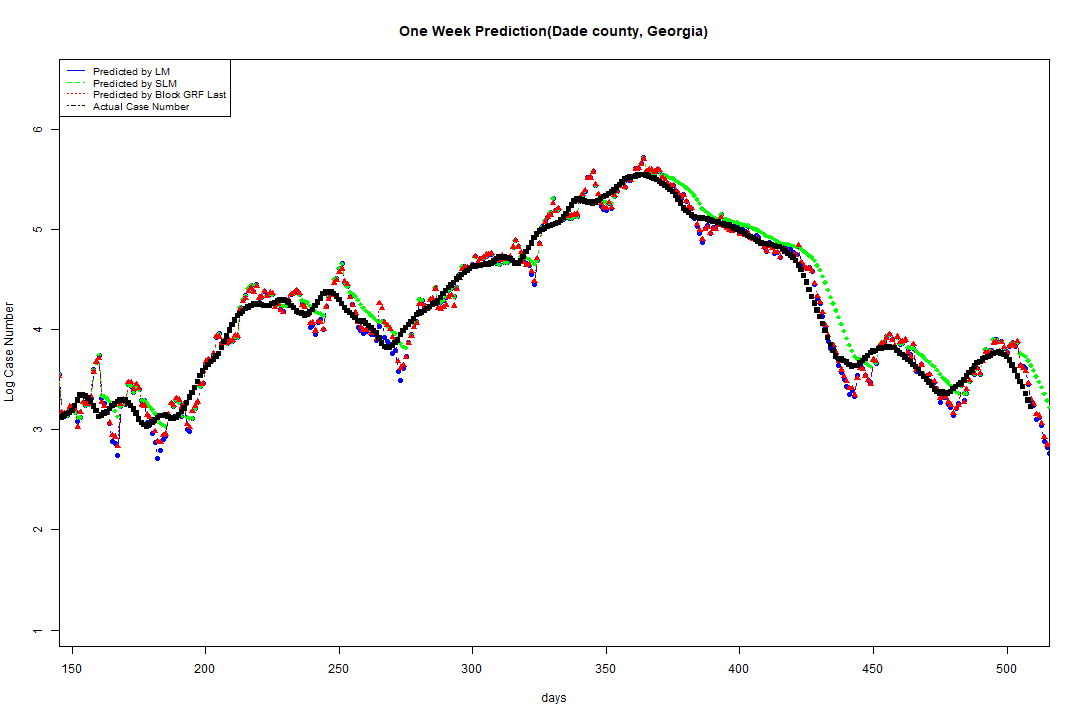 One Week Prediction(Dade county, Georgia)
Predicted by LM
Predicted by SLM
Predicted by Block GRF Last
Actual Case Number
Log Case Number
6
5
4
3
2
1
150 200 250 300 350 400 450 500
days